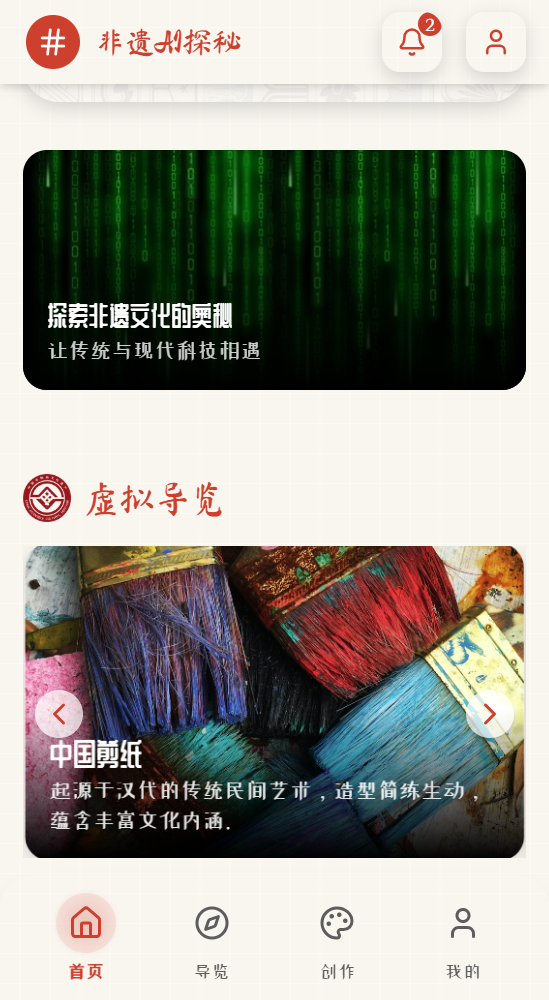 非遗AI探秘
2
探索非遗文化的奥秘
让传统与现代科技相遇
虚拟导览
中国剪纸
起源于汉代的传统民间艺术，造型简练生动，
蕴含丰富文化内涵。
首页
导览
创作
我的